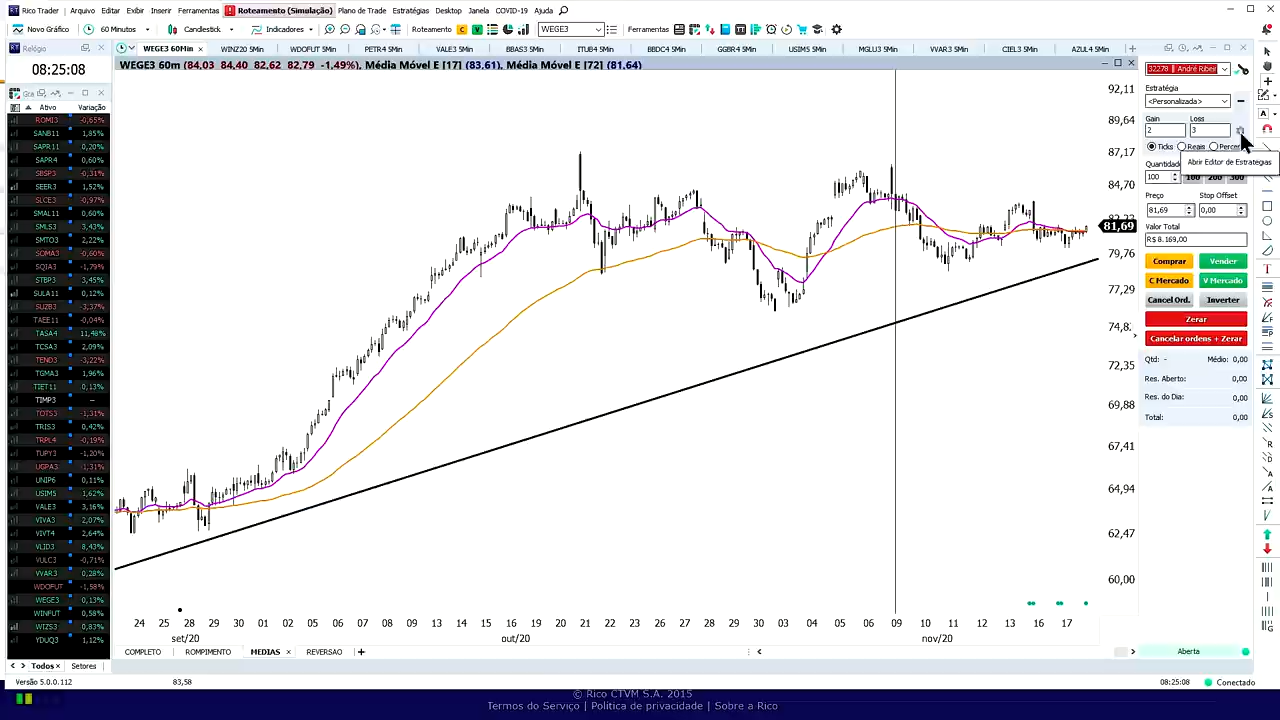 Rico Trader Arquivo Editar Exibir Inserir Ferramentas Roteamento (Simulação) Plano de Trade Estratégias Desktop Janela COVID-19 Ajuda
Novo Gráfico 60 Minutos Candlestick Indicadores Roteamento C V WEGE3 Ferramentas
Relógio
08:25:08
WEGE3 60Min WINZ20 5Min WDOFUT 5Min PETR4 5Min VALE3 5Min BBAS3 5Min ITUB4 5Min BBDC4 5Min GGBR4 5Min USIM5 5Min MGLU3 5Min VVAR3 5Min CIEL3 5Min AZUL4 5Min
WEGE3 60m (84,03 84,40 82,62 82,79 -1,49%), Média Móvel E [17] (83,61), Média Móvel E [72] (81,64)
Gra
Ativo Variação
ROMI3 -0,65%
SANB11 1,85%
SAPR11 0,20%
SAPR4 0,60%
SBSP3 -0,31%
SEER3 1,52%
SLCE3 -0,97%
SMAL11 0,60%
SMLS3 3,43%
SMTO3 2,22%
SOMA3 -0,60%
SQIA3 -1,79%
STBP3 3,45%
SULA11 0,12%
SUZB3 -3,37%
TAEE11 -0,04%
TASA4 11,48%
TCSA3 2,09%
TEND3 -3,22%
TGMA3 1,96%
TIET11 0,13%
TIMP3 –
TOTS3 -1,31%
TRIS3 0,42%
TRPL4 -0,19%
TUPY3 -1,20%
UGPA3 -1,31%
UNIP6 0,11%
USIM5 1,62%
VALE3 3,16%
VIVA3 2,07%
VIVT4 2,64%
VLID3 8,43%
VULC3 -0,71%
VVAR3 0,28%
WDOFUT -1,58%
WEGE3 0,13%
WINFUT 0,58%
WIZS3 0,83%
YDUQ3 1,12%
Todos Setores
92,11
89,64
87,17
84,70
81,69
79,76
77,29
74,8
72,35
69,88
67,41
64,94
62,47
60,00
24 25 28 29 30 01 02 05 06 07 08 09 13 14 15 16 19 20 21 22 23 26 27 28 29 30 03 04 05 06 09 10 11 12 13 16 17
set/20 out/20 nov/20
COMPLETO ROMPIMENTO MEDIAS REVERSAO
32278 André Ribeir
Estratégia
<Personalizada>
Gain Loss
2 3
Ticks Reais Percen
Abrir Editor de Estrategias
Quantidade
100 100 200 300
Preço Stop Offset
81,69 0,00
Valor Total
R$ 8.169,00
Comprar Vender
C Mercado V Mercado
Cancel Ord. Inverter
Zerar
Cancelar ordens + Zerar
Qtd: - Médio: 0,00
Res. Aberto: 0,00
Res. do Dia: 0,00
Total: 0,00
Aberta
Versão 5.0.0.112 83,58 08:25:08 Conectado
© Rico CTVM S.A. 2015
Termos do Serviço | Politica de privacidade | Sobre a Rico